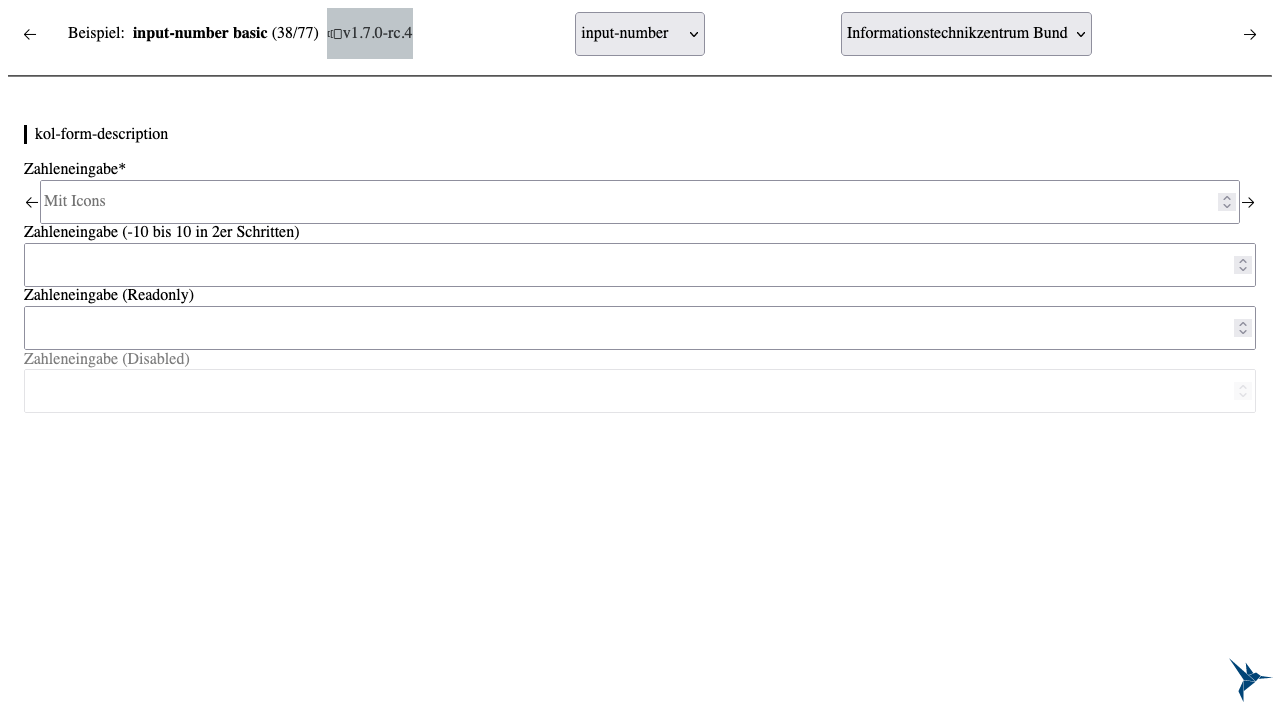 Beispiel: input-number basic (38/77) v1.7.0-rc.4 input-number Informationstechnikzentrum Bund
kol-form-description
Zahleneingabe*
Mit Icons
Zahleneingabe (-10 bis 10 in 2er Schritten)
Zahleneingabe (Readonly)
Zahleneingabe (Disabled)